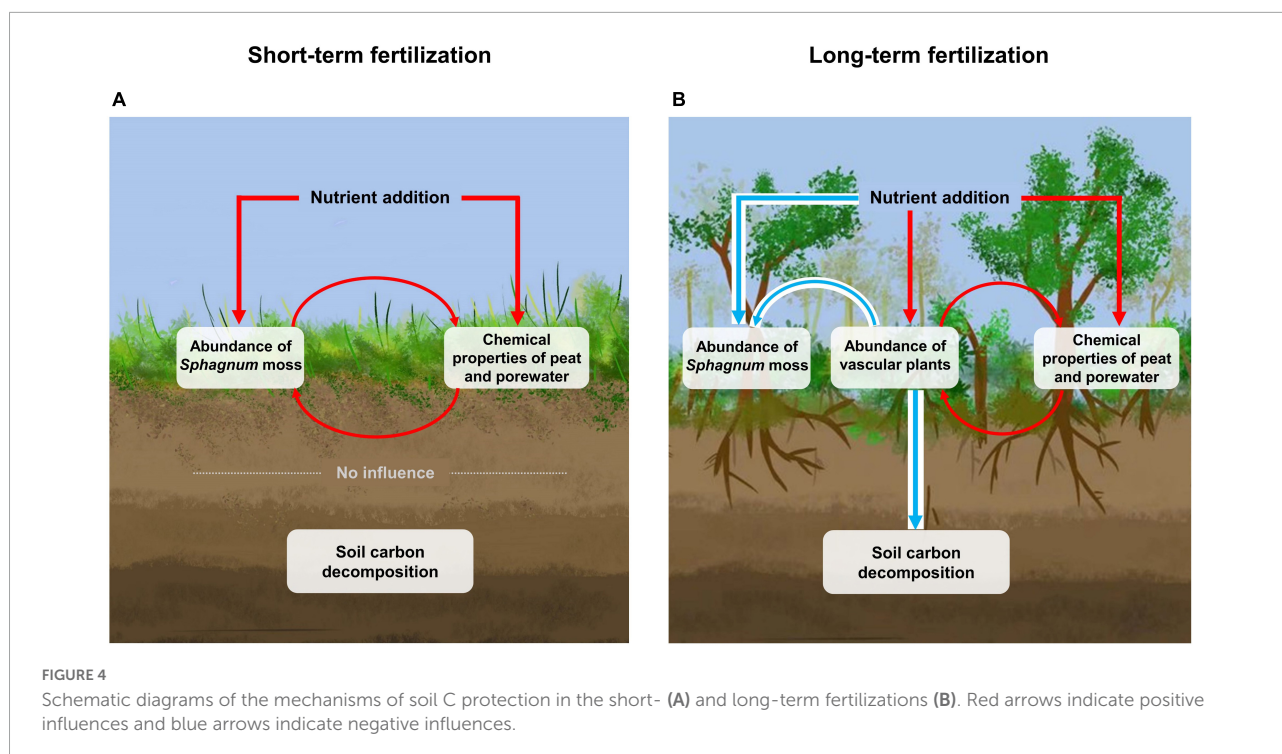 Short-term fertilization
A
Nutrient addition
Abundance of
Sphagnum moss
Chemical
properties of peat
and porewater
No influence
Soil carbon
decomposition
Long-term fertilization
B
Nutrient addition
Abundance of
Sphagnum moss
Abundance of
vascular plants
Chemical
properties of peat
and porewater
Soil carbon
decomposition
FIGURE 4
Schematic diagrams of the mechanisms of soil C protection in the short- (A) and long-term fertilizations (B). Red arrows indicate positive
influences and blue arrows indicate negative influences.